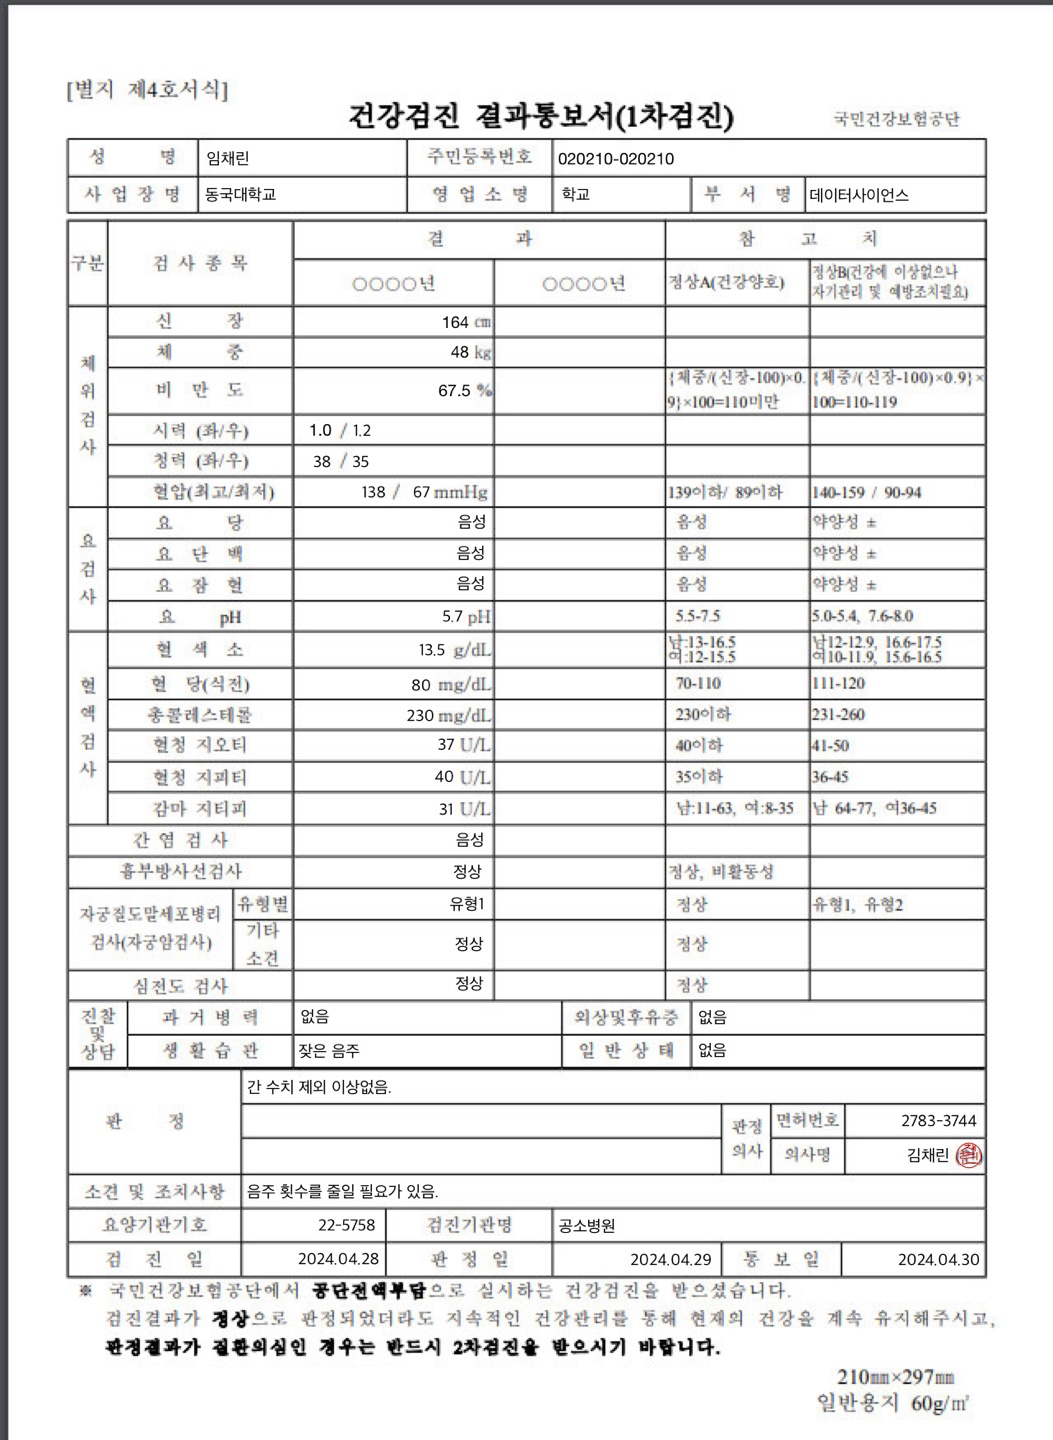 [별지 제4호서식]
건강검진 결과통보서(1차검진) 국민건강보험공단
성 명 임채린 주민등록번호 020210-020210
사 업 장 명 동국대학교 영 업 소 명 학교 부 서 명 데이터사이언스
구분 검 사 종 목 결 과 참 고 치
○○○○년 ○○○○년 정상A(건강양호) 정상B(건강에 이상없으나
자기관리 및 예방조치필요)
체위검사
신 장 164 cm
체 중 48 kg
비 만 도 67.5 % {체중/(신장-100)×0.9}×100=110미만 {체중/(신장-100)×0.9}×100=110-119
시력 (좌/우) 1.0 / 1.2
청력 (좌/우) 38 / 35
혈압(최고/최저) 138 / 67 mmHg 139이하/ 89이하 140-159 / 90-94
요검사
요 당 음성 음성 약양성 ±
요 단 백 음성 음성 약양성 ±
요 잠 혈 음성 음성 약양성 ±
요 pH 5.7 pH 5.5-7.5 5.0-5.4, 7.6-8.0
혈액검사
혈 색 소 13.5 g/dL 남:13-16.5 여:12-15.5 남12-12.9, 16.6-17.5 여10-11.9, 15.6-16.5
혈 당(식전) 80 mg/dL 70-110 111-120
총콜레스테롤 230 mg/dL 230이하 231-260
혈청 지오티 37 U/L 40이하 41-50
혈청 지피티 40 U/L 35이하 36-45
감마 지티피 31 U/L 남:11-63, 여:8-35 남 64-77, 여36-45
간 염 검 사 음성
흉부방사선검사 정상 정상, 비활동성
자궁질도말세포병리
검사(자궁암검사)
유형별 유형1 정상 유형1, 유형2
기타
소견 정상 정상
심전도 검사 정상 정상
진찰
및
상담
과 거 병 력 없음 외상및후유증 없음
생 활 습 관 잦은 음주 일 반 상 태 없음
판 정 간 수치 제외 이상없음.
판정
의사
면허번호 2783-3744
의사명 김채린
소견 및 조치사항 음주 횟수를 줄일 필요가 있음.
요양기관기호 22-5758 검진기관명 공소병원
검 진 일 2024.04.28 판 정 일 2024.04.29 통 보 일 2024.04.30
※ 국민건강보험공단에서 공단전액부담으로 실시하는 건강검진을 받으셨습니다.
검진결과가 정상으로 판정되었더라도 지속적인 건강관리를 통해 현재의 건강을 계속 유지해주시고,
판정결과가 질환의심인 경우는 반드시 2차검진을 받으시기 바랍니다.
210㎜×297㎜
일반용지 60g/㎡